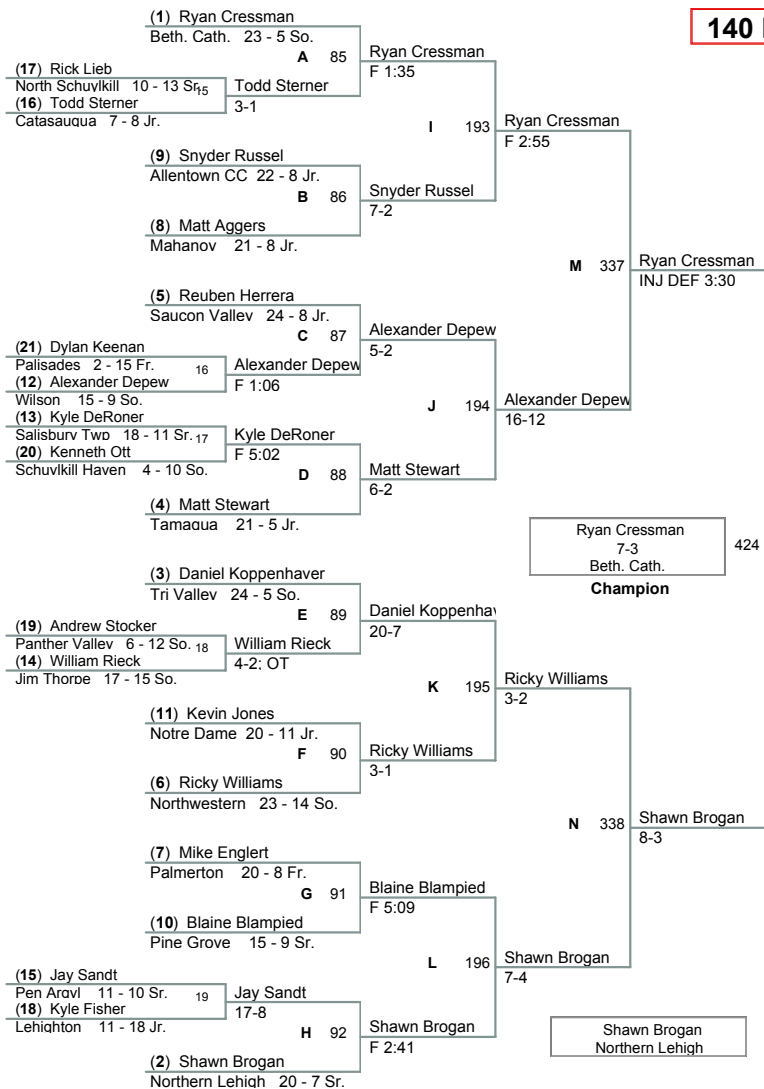 (1) Ryan Cressman
140
Beth. Cath. 23 - 5 So.
A 85
Ryan Cressman
F 1:35
(17) Rick Lieb
North Schuylkill 10 - 13 Sr. 15
Todd Sterner
3-1
(16) Todd Sterner
Catasauqua 7 - 8 Jr.
I 193
Ryan Cressman
F 2:55
(9) Snyder Russel
Allentown CC 22 - 8 Jr.
B 86
Snyder Russel
7-2
(8) Matt Aggers
Mahanoy 21 - 8 Jr.
M 337
Ryan Cressman
INJ DEF 3:30
(5) Reuben Herrera
Saucon Valley 24 - 8 Jr.
C 87
Alexander Depew
5-2
(21) Dylan Keenan
Palisades 2 - 15 Fr. 16
Alexander Depew
F 1:06
(12) Alexander Depew
Wilson 15 - 9 So.
J 194
Alexander Depew
16-12
(13) Kyle DeRoner
Salisbury Twp 18 - 11 Sr. 17
Kyle DeRoner
F 5:02
(20) Kenneth Ott
Schuylkill Haven 4 - 10 So.
D 88
Matt Stewart
6-2
(4) Matt Stewart
Tamaqua 21 - 5 Jr.
Ryan Cressman
7-3
Beth. Cath.
424
Champion
(3) Daniel Koppenhaver
Tri Valley 24 - 5 So.
E 89
Daniel Koppenhav
20-7
(19) Andrew Stocker
Panther Valley 6 - 12 So. 18
William Rieck
4-2; OT
(14) William Rieck
Jim Thorpe 17 - 15 So.
K 195
Ricky Williams
3-2
(11) Kevin Jones
Notre Dame 20 - 11 Jr.
F 90
Ricky Williams
3-1
(6) Ricky Williams
Northwestern 23 - 14 So.
N 338
Shawn Brogan
8-3
(7) Mike Englert
Palmerton 20 - 8 Fr.
G 91
Blaine Blampied
F 5:09
(10) Blaine Blampied
Pine Grove 15 - 9 Sr.
L 196
Shawn Brogan
7-4
(15) Jay Sandt
Pen Argyl 11 - 10 Sr. 19
Jay Sandt
17-8
(18) Kyle Fisher
Lehighton 11 - 18 Jr.
H 92
Shawn Brogan
F 2:41
(2) Shawn Brogan
Northern Lehigh 20 - 7 Sr.
Shawn Brogan
Northern Lehigh